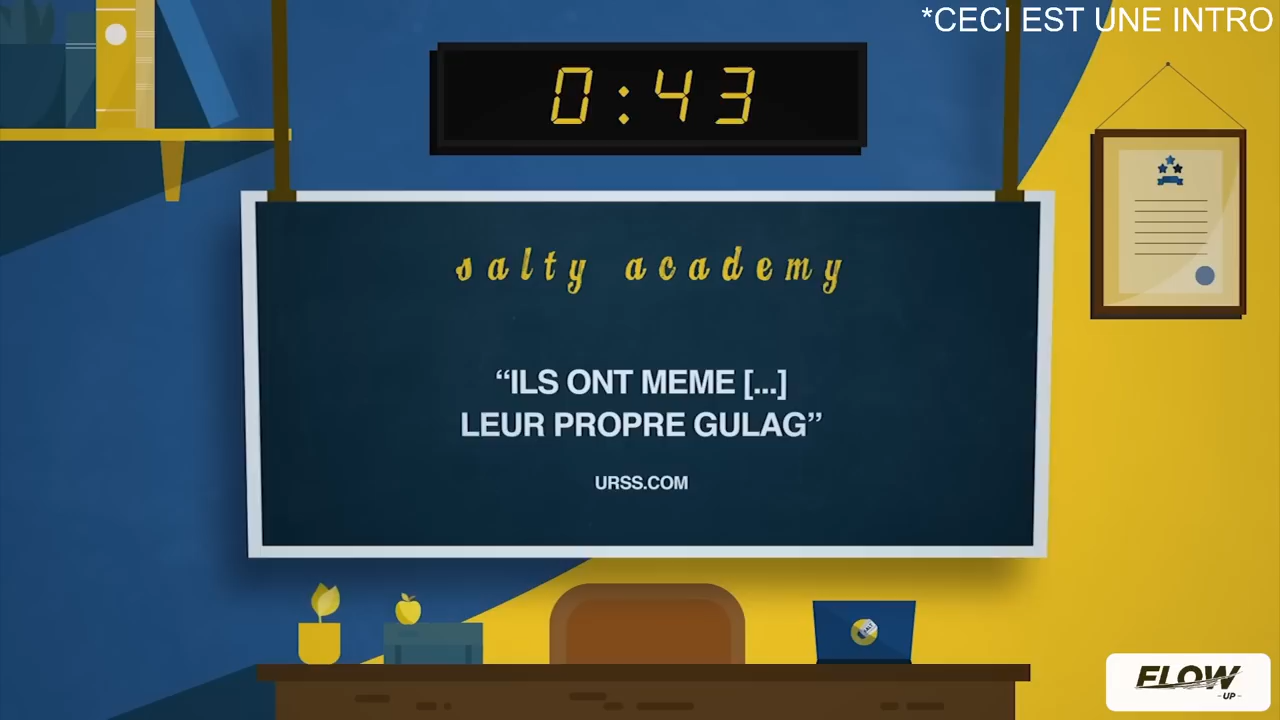 *CECI EST UNE INTRO
0:43
salty academy
“ILS ONT MEME [...]
LEUR PROPRE GULAG”
URSS.COM
FLOW
-UP-